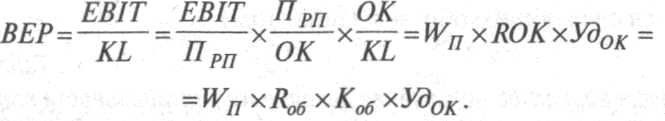 BEP = EBIT / KL = EBIT / П_РП × П_РП / OK × OK / KL = W_П × ROK × Уд_OK =
= W_П × R_об × K_об × Уд_OK.